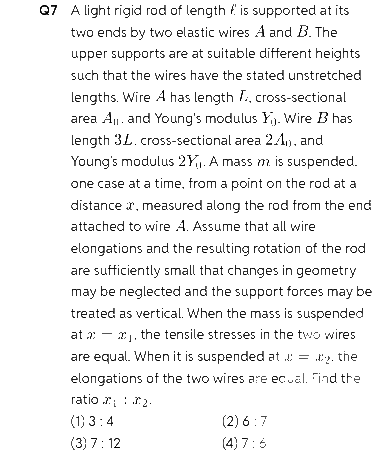 Q7 A light rigid rod of length ℓ is supported at its
two ends by two elastic wires A and B. The
upper supports are at suitable different heights
such that the wires have the stated unstretched
lengths. Wire A has length L, cross-sectional
area A₀, and Young's modulus Y₀. Wire B has
length 3L, cross-sectional area 2A₀, and
Young's modulus 2Y₀. A mass m is suspended,
one case at a time, from a point on the rod at a
distance x, measured along the rod from the end
attached to wire A. Assume that all wire
elongations and the resulting rotation of the rod
are sufficiently small that changes in geometry
may be neglected and the support forces may be
treated as vertical. When the mass is suspended
at x = x₁, the tensile stresses in the two wires
are equal. When it is suspended at x = x₂, the
elongations of the two wires are equal. Find the
ratio x₁ : x₂.
(1) 3 : 4 (2) 6 : 7
(3) 7 : 12 (4) 7 : 6